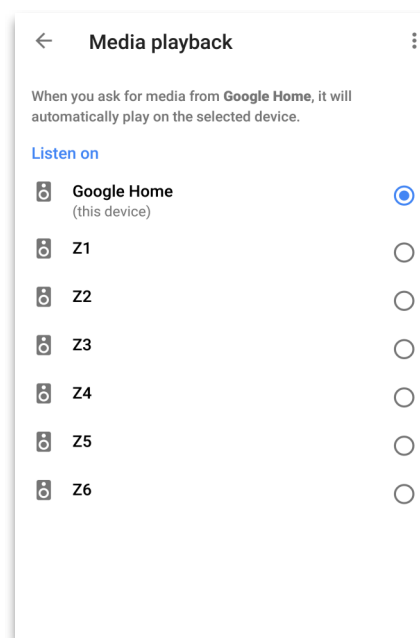 Media playback
When you ask for media from Google Home, it will
automatically play on the selected device.
Listen on
Google Home
(this device)
Z1
Z2
Z3
Z4
Z5
Z6